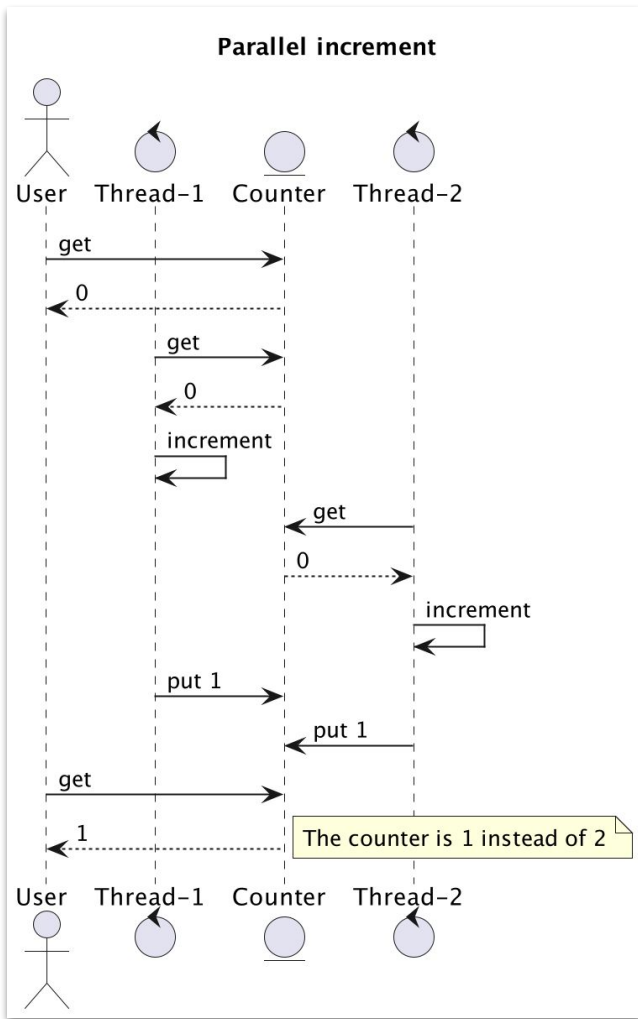 Parallel increment
User Thread-1 Counter Thread-2
get
0
get
0
increment
get
0
increment
put 1
put 1
get
1
The counter is 1 instead of 2
User Thread-1 Counter Thread-2